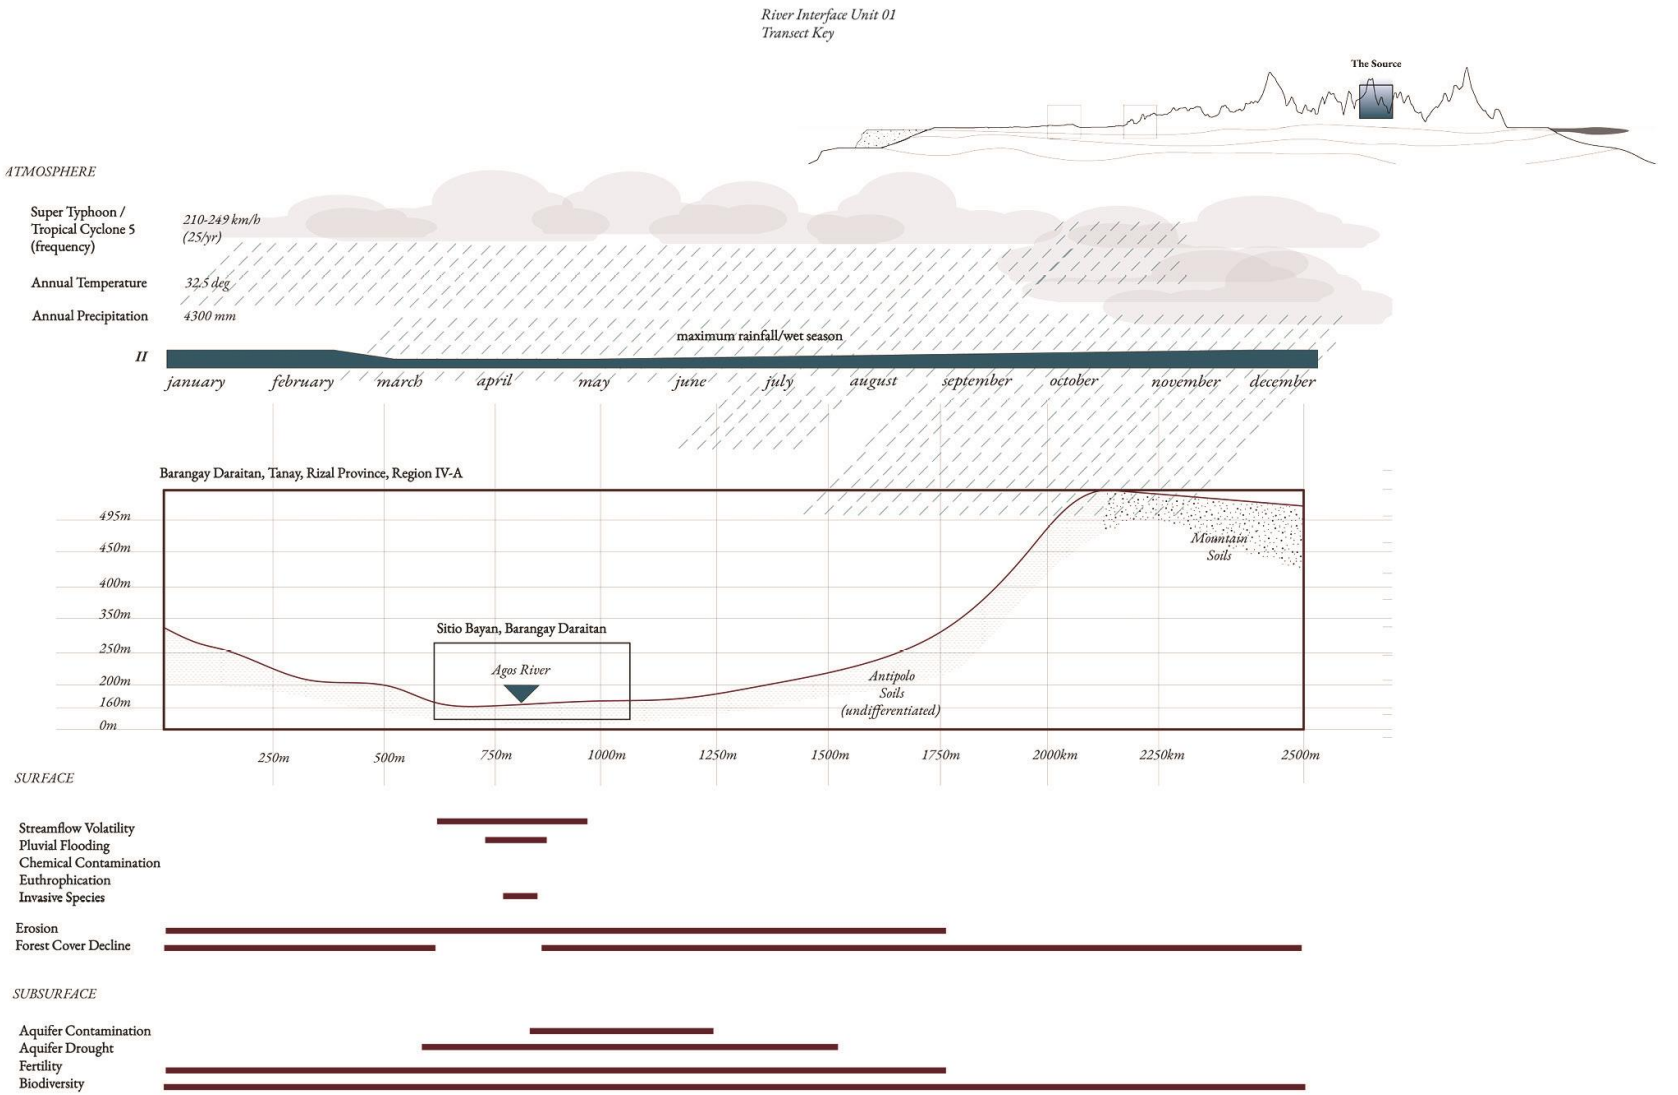 River Interface Unit 01
Transect Key
The Source
ATMOSPHERE
Super Typhoon /
Tropical Cyclone 5
(frequency)
210-249 km/h
(25/yr)
Annual Temperature
32.5 deg
Annual Precipitation
4300 mm
maximum rainfall/wet season
II
january february march april may june july august september october november december
Barangay Daraitan, Tanay, Rizal Province, Region IV-A
495m
450m
400m
350m
250m
200m
160m
0m
Mountain
Soils
Sitio Bayan, Barangay Daraitan
Agos River
Antipolo
Soils
(undifferentiated)
250m 500m 750m 1000m 1250m 1500m 1750m 2000km 2250km 2500m
SURFACE
Streamflow Volatility
Pluvial Flooding
Chemical Contamination
Euthrophication
Invasive Species
Erosion
Forest Cover Decline
SUBSURFACE
Aquifer Contamination
Aquifer Drought
Fertility
Biodiversity